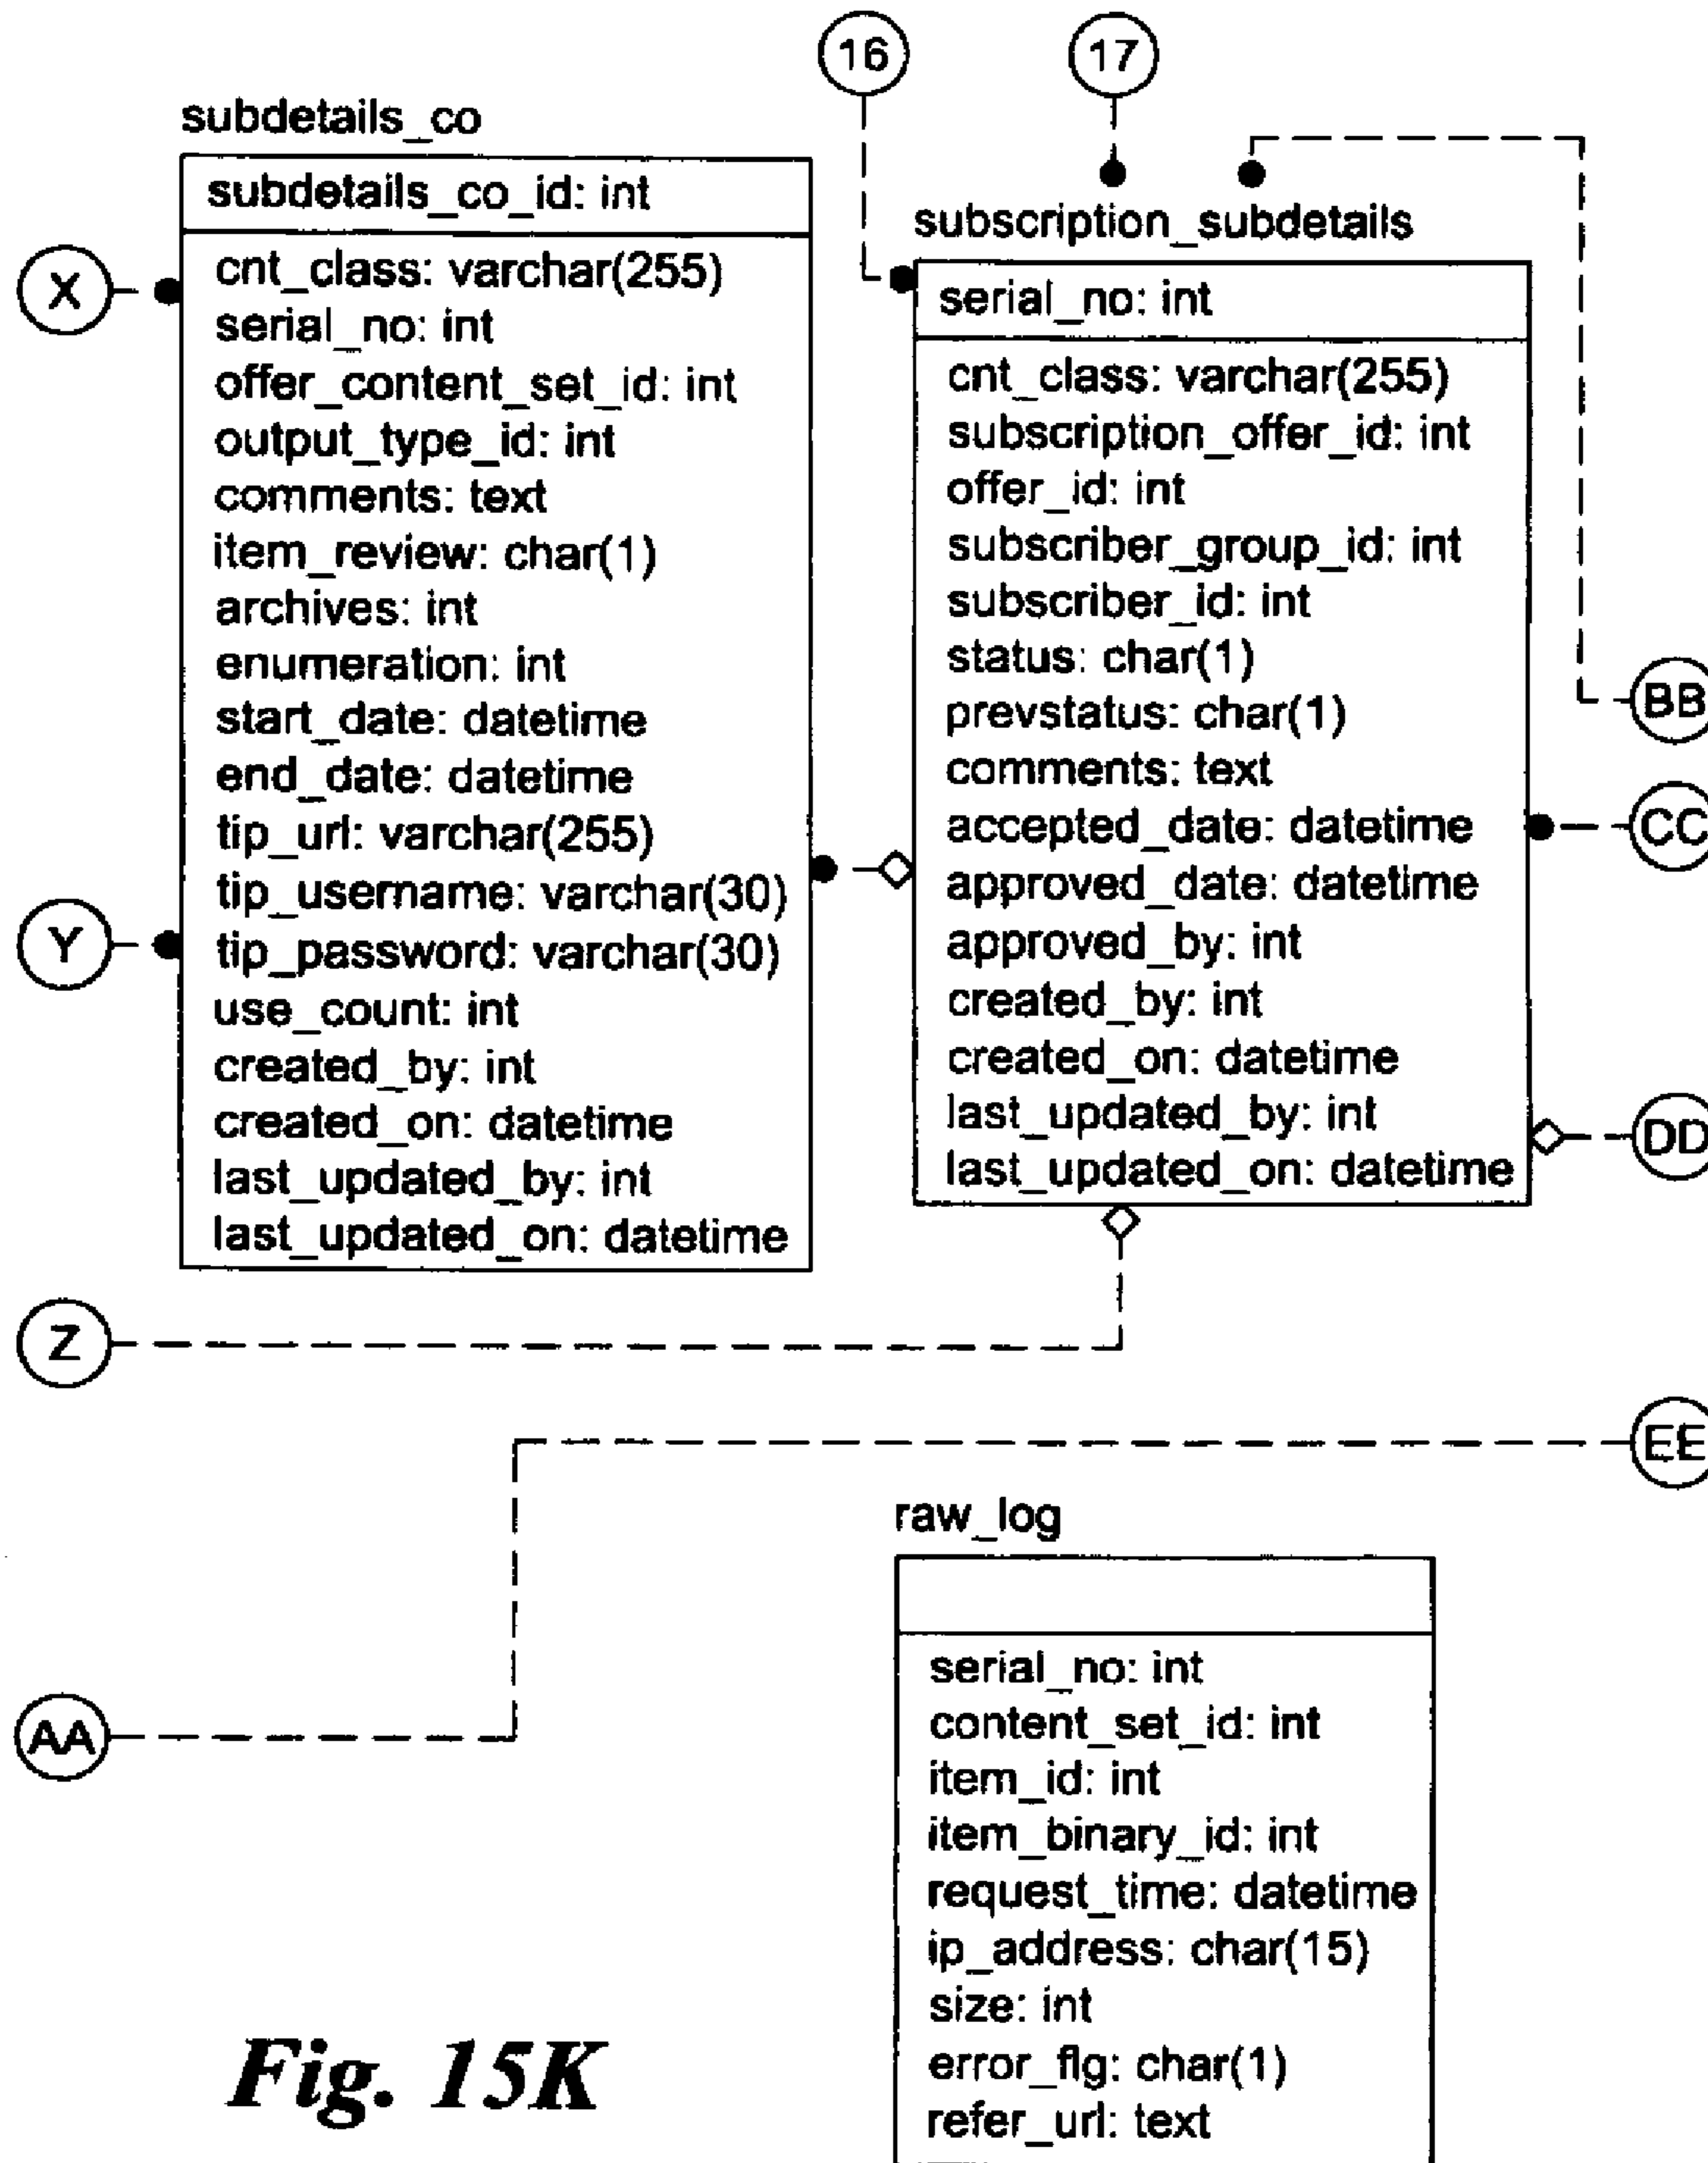 16
17
subdetails_co
subdetails_co_id: int
cnt_class: varchar(255)
serial_no: int
offer_content_set_id: int
output_type_id: int
comments: text
item_review: char(1)
archives: int
enumeration: int
start_date: datetime
end_date: datetime
tip_url: varchar(255)
tip_username: varchar(30)
tip_password: varchar(30)
use_count: int
created_by: int
created_on: datetime
last_updated_by: int
last_updated_on: datetime
X
Y
Z
AA
subscription_subdetails
serial_no: int
cnt_class: varchar(255)
subscription_offer_id: int
offer_id: int
subscriber_group_id: int
subscriber_id: int
status: char(1)
prevstatus: char(1)
comments: text
accepted_date: datetime
approved_date: datetime
approved_by: int
created_by: int
created_on: datetime
last_updated_by: int
last_updated_on: datetime
BB
CC
DD
EE
raw_log
serial_no: int
content_set_id: int
item_id: int
item_binary_id: int
request_time: datetime
ip_address: char(15)
size: int
error_flg: char(1)
refer_url: text
Fig. 15K